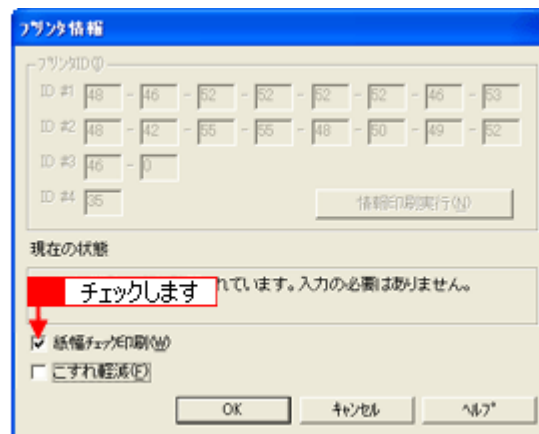 プリンタ情報
プリンタID(I)
ID #1 48 - 46 - 52 - 52 - 52 - 52 - 46 - 53
ID #2 48 - 42 - 55 - 55 - 48 - 50 - 49 - 52
ID #3 46 - 0
ID #4 35
情報印刷実行(N)
現在の状態
チェックします れています。入力の必要はありません。
紙幅チェック印刷(W)
こすれ軽減(F)
OK キャンセル ヘルプ